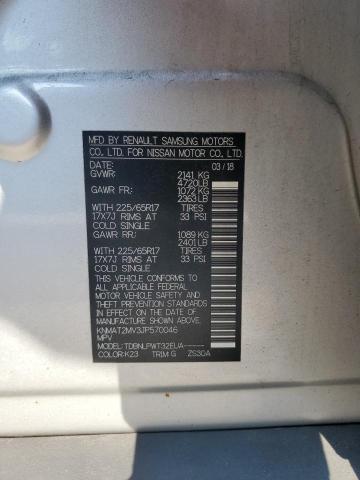 MFD BY RENAULT SAMSUNG MOTORS
CO., LTD. FOR NISSAN MOTOR CO., LTD.
DATE: 03/18
GVWR: 2141 KG
4720LB
GAWR FR: 1072 KG
2363LB
WITH 225/65R17 TIRES
17X7J RIMS AT 33 PSI
COLD SINGLE
GAWR RR: 1089 KG
2401LB
WITH 225/65R17 TIRES
17X7J RIMS AT 33 PSI
COLD SINGLE
THIS VEHICLE CONFORMS TO
ALL APPLICABLE FEDERAL
MOTOR VEHICLE SAFETY AND
THEFT PREVENTION STANDARDS
IN EFFECT ON THE DATE OF
MANUFACTURE SHOWN ABOVE.
KNMAT2MV3JP570046
MPV
MODEL:TDBNLPWT32EUA-----
COLOR:K23 TRIM:G ZS30A